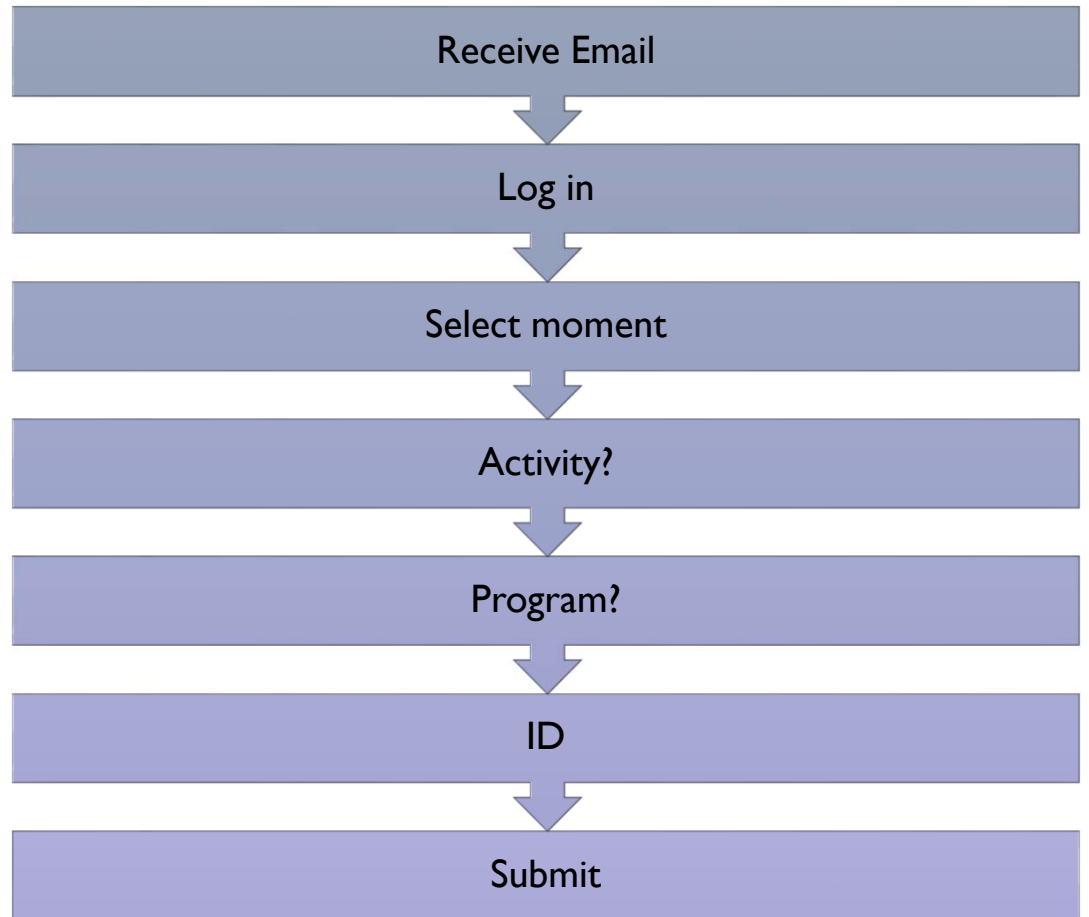 Receive Email
Log in
Select moment
Activity?
Program?
ID
Submit